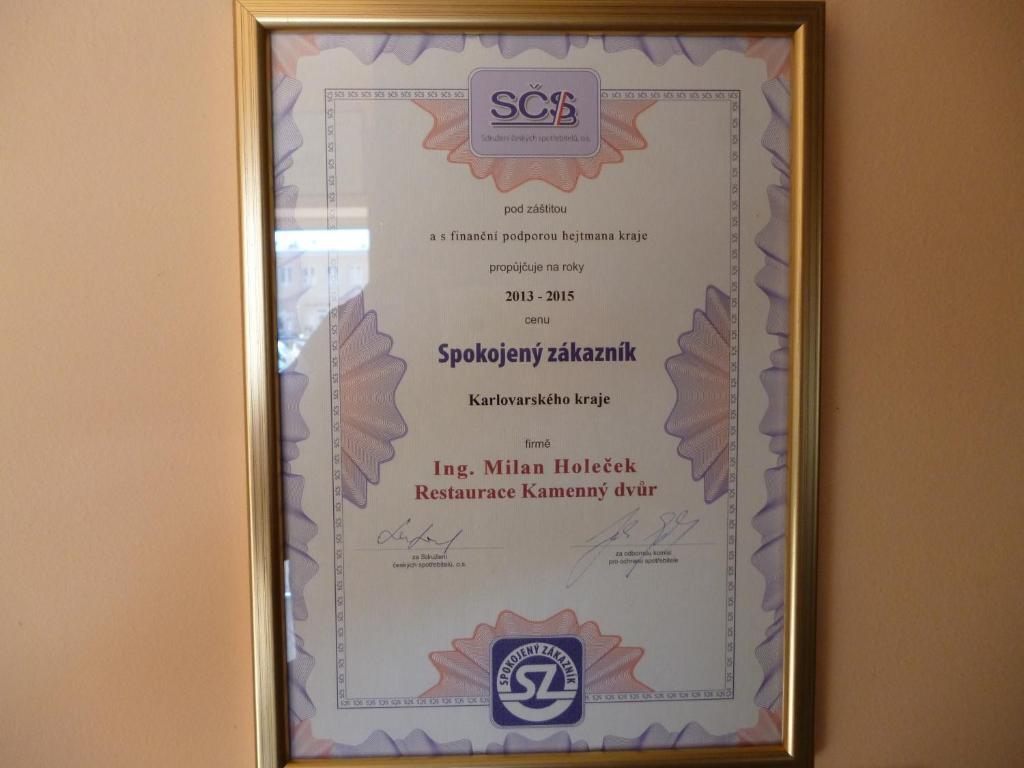 SČS
Sdružení českých spotřebitelů, o.s.
pod záštitou
a s finanční podporou hejtmana kraje
propůjčuje na roky
2013 - 2015
cenu
Spokojený zákazník
Karlovarského kraje
firmě
Ing. Milan Holeček
Restaurace Kamenný dvůr
za Sdružení
českých spotřebitelů, o.s.
za odbornou komisi
pro ochranu spotřebitele
SPOKOJENÝ ZÁKAZNÍK
SZ